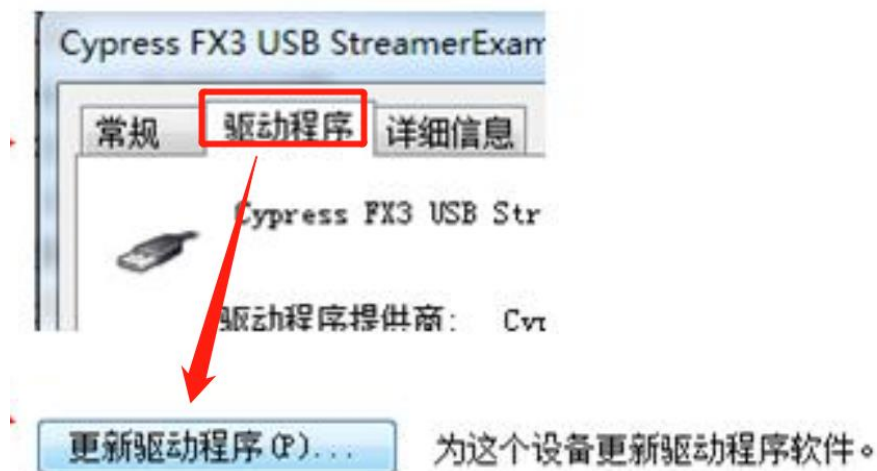 Cypress FX3 USB StreamerExam
常规 驱动程序 详细信息
Cypress FX3 USB Str
驱动程序提供商: Cyp
更新驱动程序(P)... 为这个设备更新驱动程序软件。